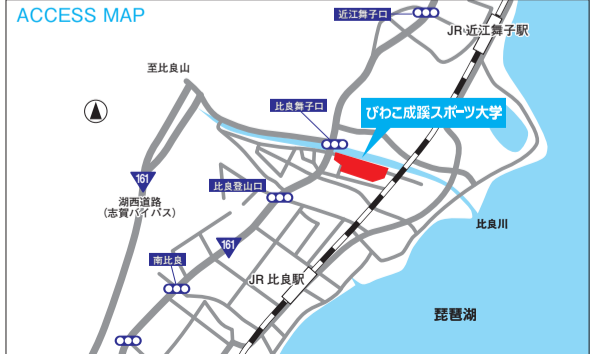 ACCESS MAP
近江舞子口
JR 近江舞子駅
至比良山
比良舞子口
びわこ成蹊スポーツ大学
161
比良登山口
湖西道路
(志賀バイパス)
比良川
161
南比良
JR 比良駅
琵琶湖